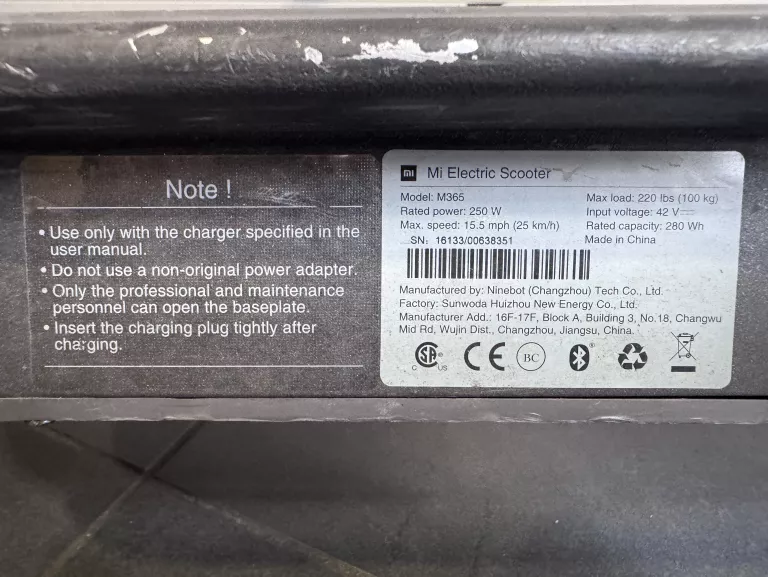 Note !
• Use only with the charger specified in the
user manual.
• Do not use a non-original power adapter.
• Only the professional and maintenance
personnel can open the baseplate.
• Insert the charging plug tightly after
charging.
mi Mi Electric Scooter
Model: M365
Rated power: 250 W
Max. speed: 15.5 mph (25 km/h)
SN: 16133/00638351
Max load: 220 lbs (100 kg)
Input voltage: 42 V⎓
Rated capacity: 280 Wh
Made in China
Manufactured by: Ninebot (Changzhou) Tech Co., Ltd.
Factory: Sunwoda Huizhou New Energy Co., Ltd.
Manufacturer Add.: 16F-17F, Block A, Building 3, No.18, Changwu
Mid Rd, Wujin Dist., Changzhou, Jiangsu, China.
C SA US CE BC